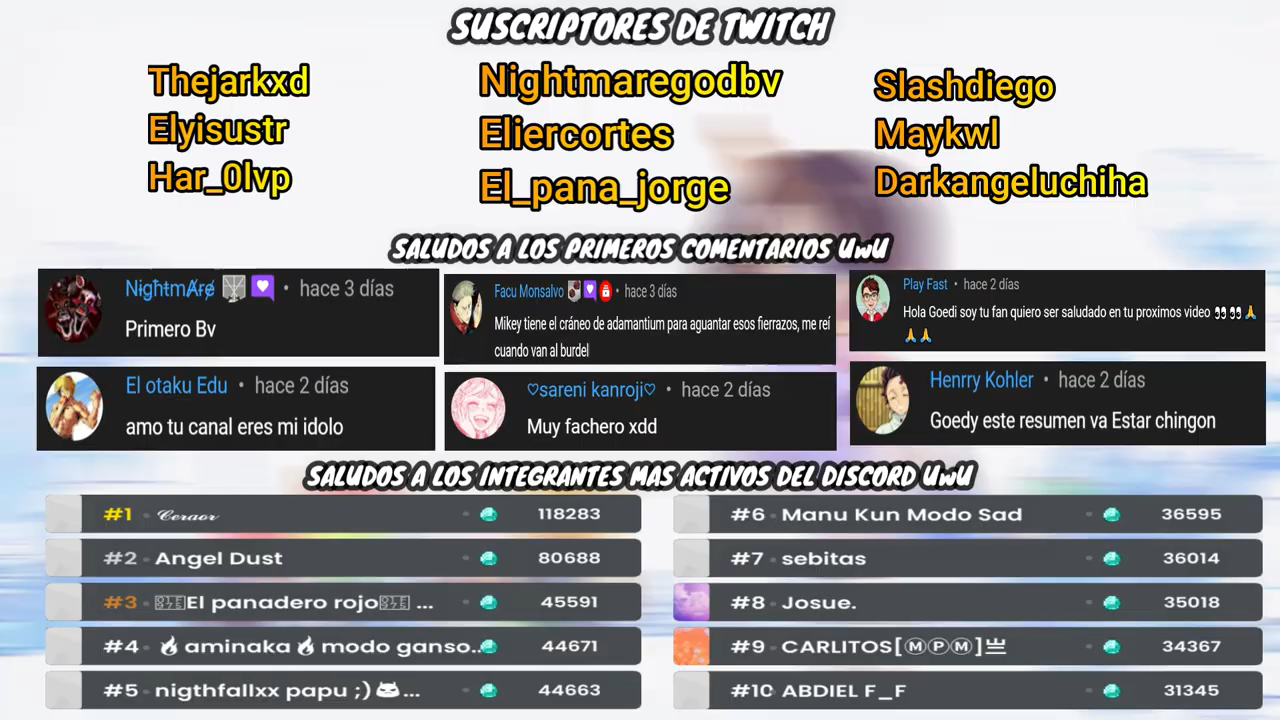 SUSCRIPTORES DE TWITCH
Thejarkxd
Elyisustr
Har_0lvp
Nightmaregodbv
Eliercortes
El_pana_jorge
Slashdiego
Maykwl
Darkangeluchiha
SALUDOS A LOS PRIMEROS COMENTARIOS UwU
NightmAre • hace 3 días
Primero Bv
Facu Monsalvo • hace 3 días
Mikey tiene el cráneo de adamantium para aguantar esos fierrazos, me reí
cuando van al burdel
Play Fast • hace 2 días
Hola Goedi soy tu fan quiero ser saludado en tu proximos video 👀👀🙏
🙏🙏
El otaku Edu • hace 2 días
amo tu canal eres mi idolo
♡sareni kanroji♡ • hace 2 días
Muy fachero xdd
Henrry Kohler • hace 2 días
Goedy este resumen va Estar chingon
SALUDOS A LOS INTEGRANTES MAS ACTIVOS DEL DISCORD UwU
#1 • 𝒞𝑒𝓇𝒶𝑜𝓇 • 118283
#2 • Angel Dust • 80688
#3 • El panadero rojo ... • 45591
#4 • 🔥 aminaka 🔥 modo ganso... 44671
#5 • nigthfallxx papu ;) 😈... 44663
#6 • Manu Kun Modo Sad • 36595
#7 • sebitas • 36014
#8 • Josue. • 35018
#9 • CARLITOS[ⓂⓅⓂ]亗 • 34367
#10 ABDIEL F_F • 31345